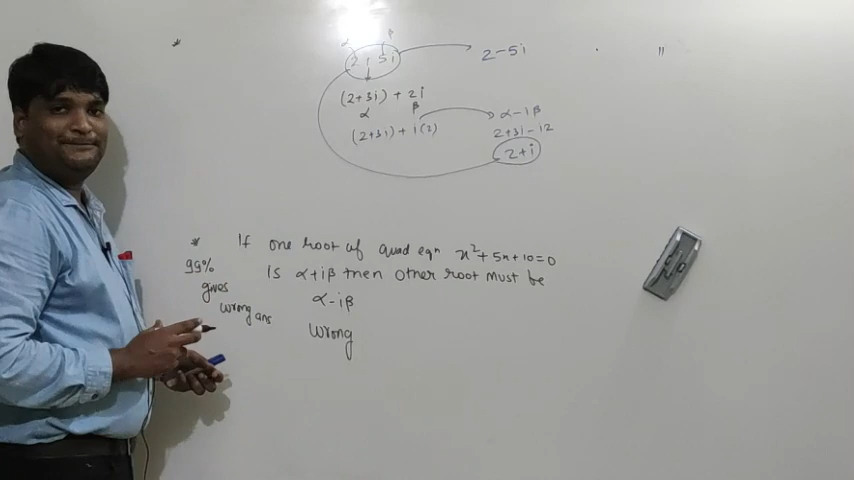 α β
2 + 5i 2-5i
(2+3i) + 2i
α β α-iβ
(2+3i) + i(2) 2+3i-i2
2+i
* If one root of quad eqn x²+5x+10=0
99% Is α+iβ then other root must be
gives α-iβ
wrong ans wrong